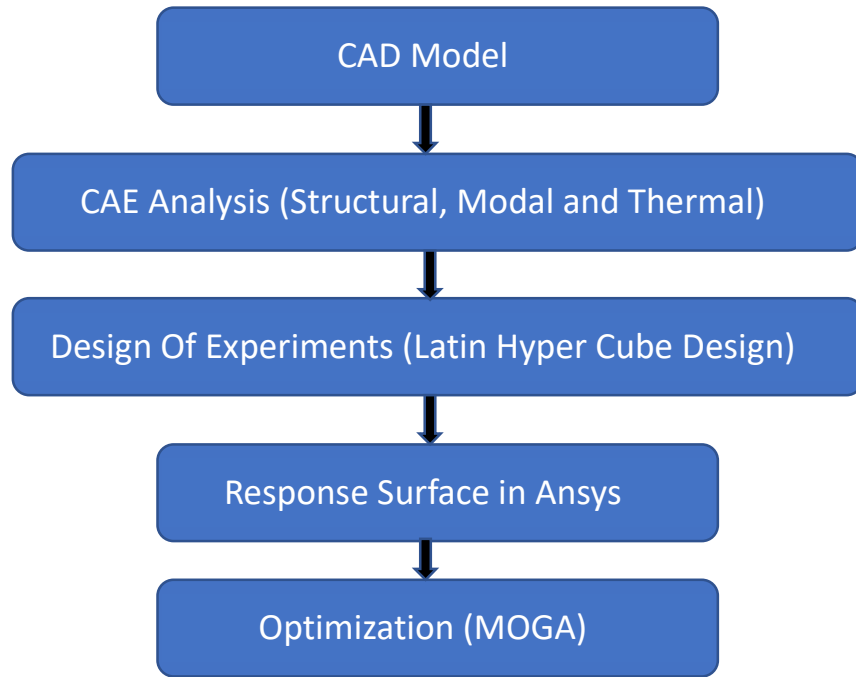 CAD Model
CAE Analysis (Structural, Modal and Thermal)
Design Of Experiments (Latin Hyper Cube Design)
Response Surface in Ansys
Optimization (MOGA)